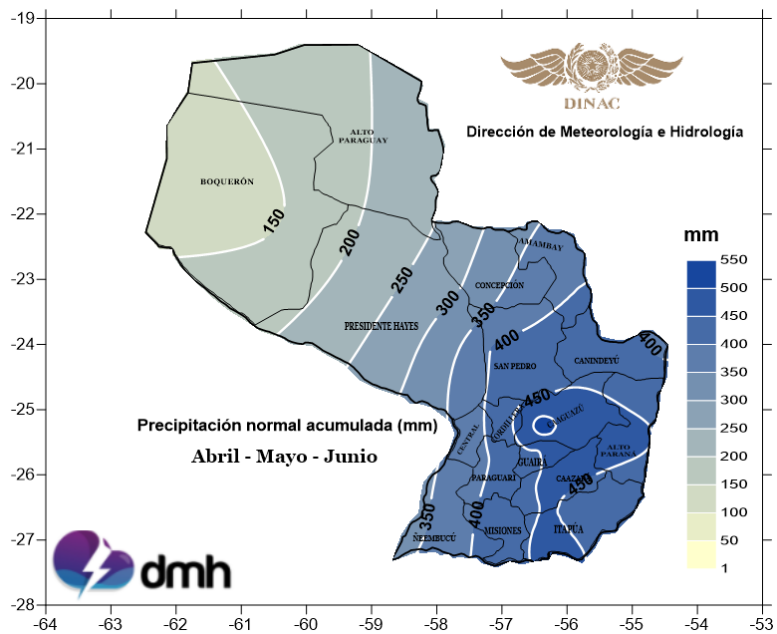 -19
-20
-21
-22
-23
-24
-25
-26
-27
-28
-64
-63
-62
-61
-60
-59
-58
-57
-56
-55
-54
-53
DINAC
Dirección de Meteorología e Hidrología
mm
550
500
450
400
350
300
250
200
150
100
50
1
ALTO
PARAGUAY
BOQUERÓN
150
200
250
300
350
400
400
AMAMBAY
CONCEPCIÓN
PRESIDENTE HAYES
SAN PEDRO
CANINDEYÚ
450
CORDILLERA
CAAGUAZÚ
CENTRAL
ALTO
PARANÁ
GUAIRA
PARAGUARI
CAAZAPÁ
450
350
400
MISIONES
ITAPÚA
ÑEEMBUCÚ
Precipitación normal acumulada (mm)
Abril - Mayo - Junio
dmh